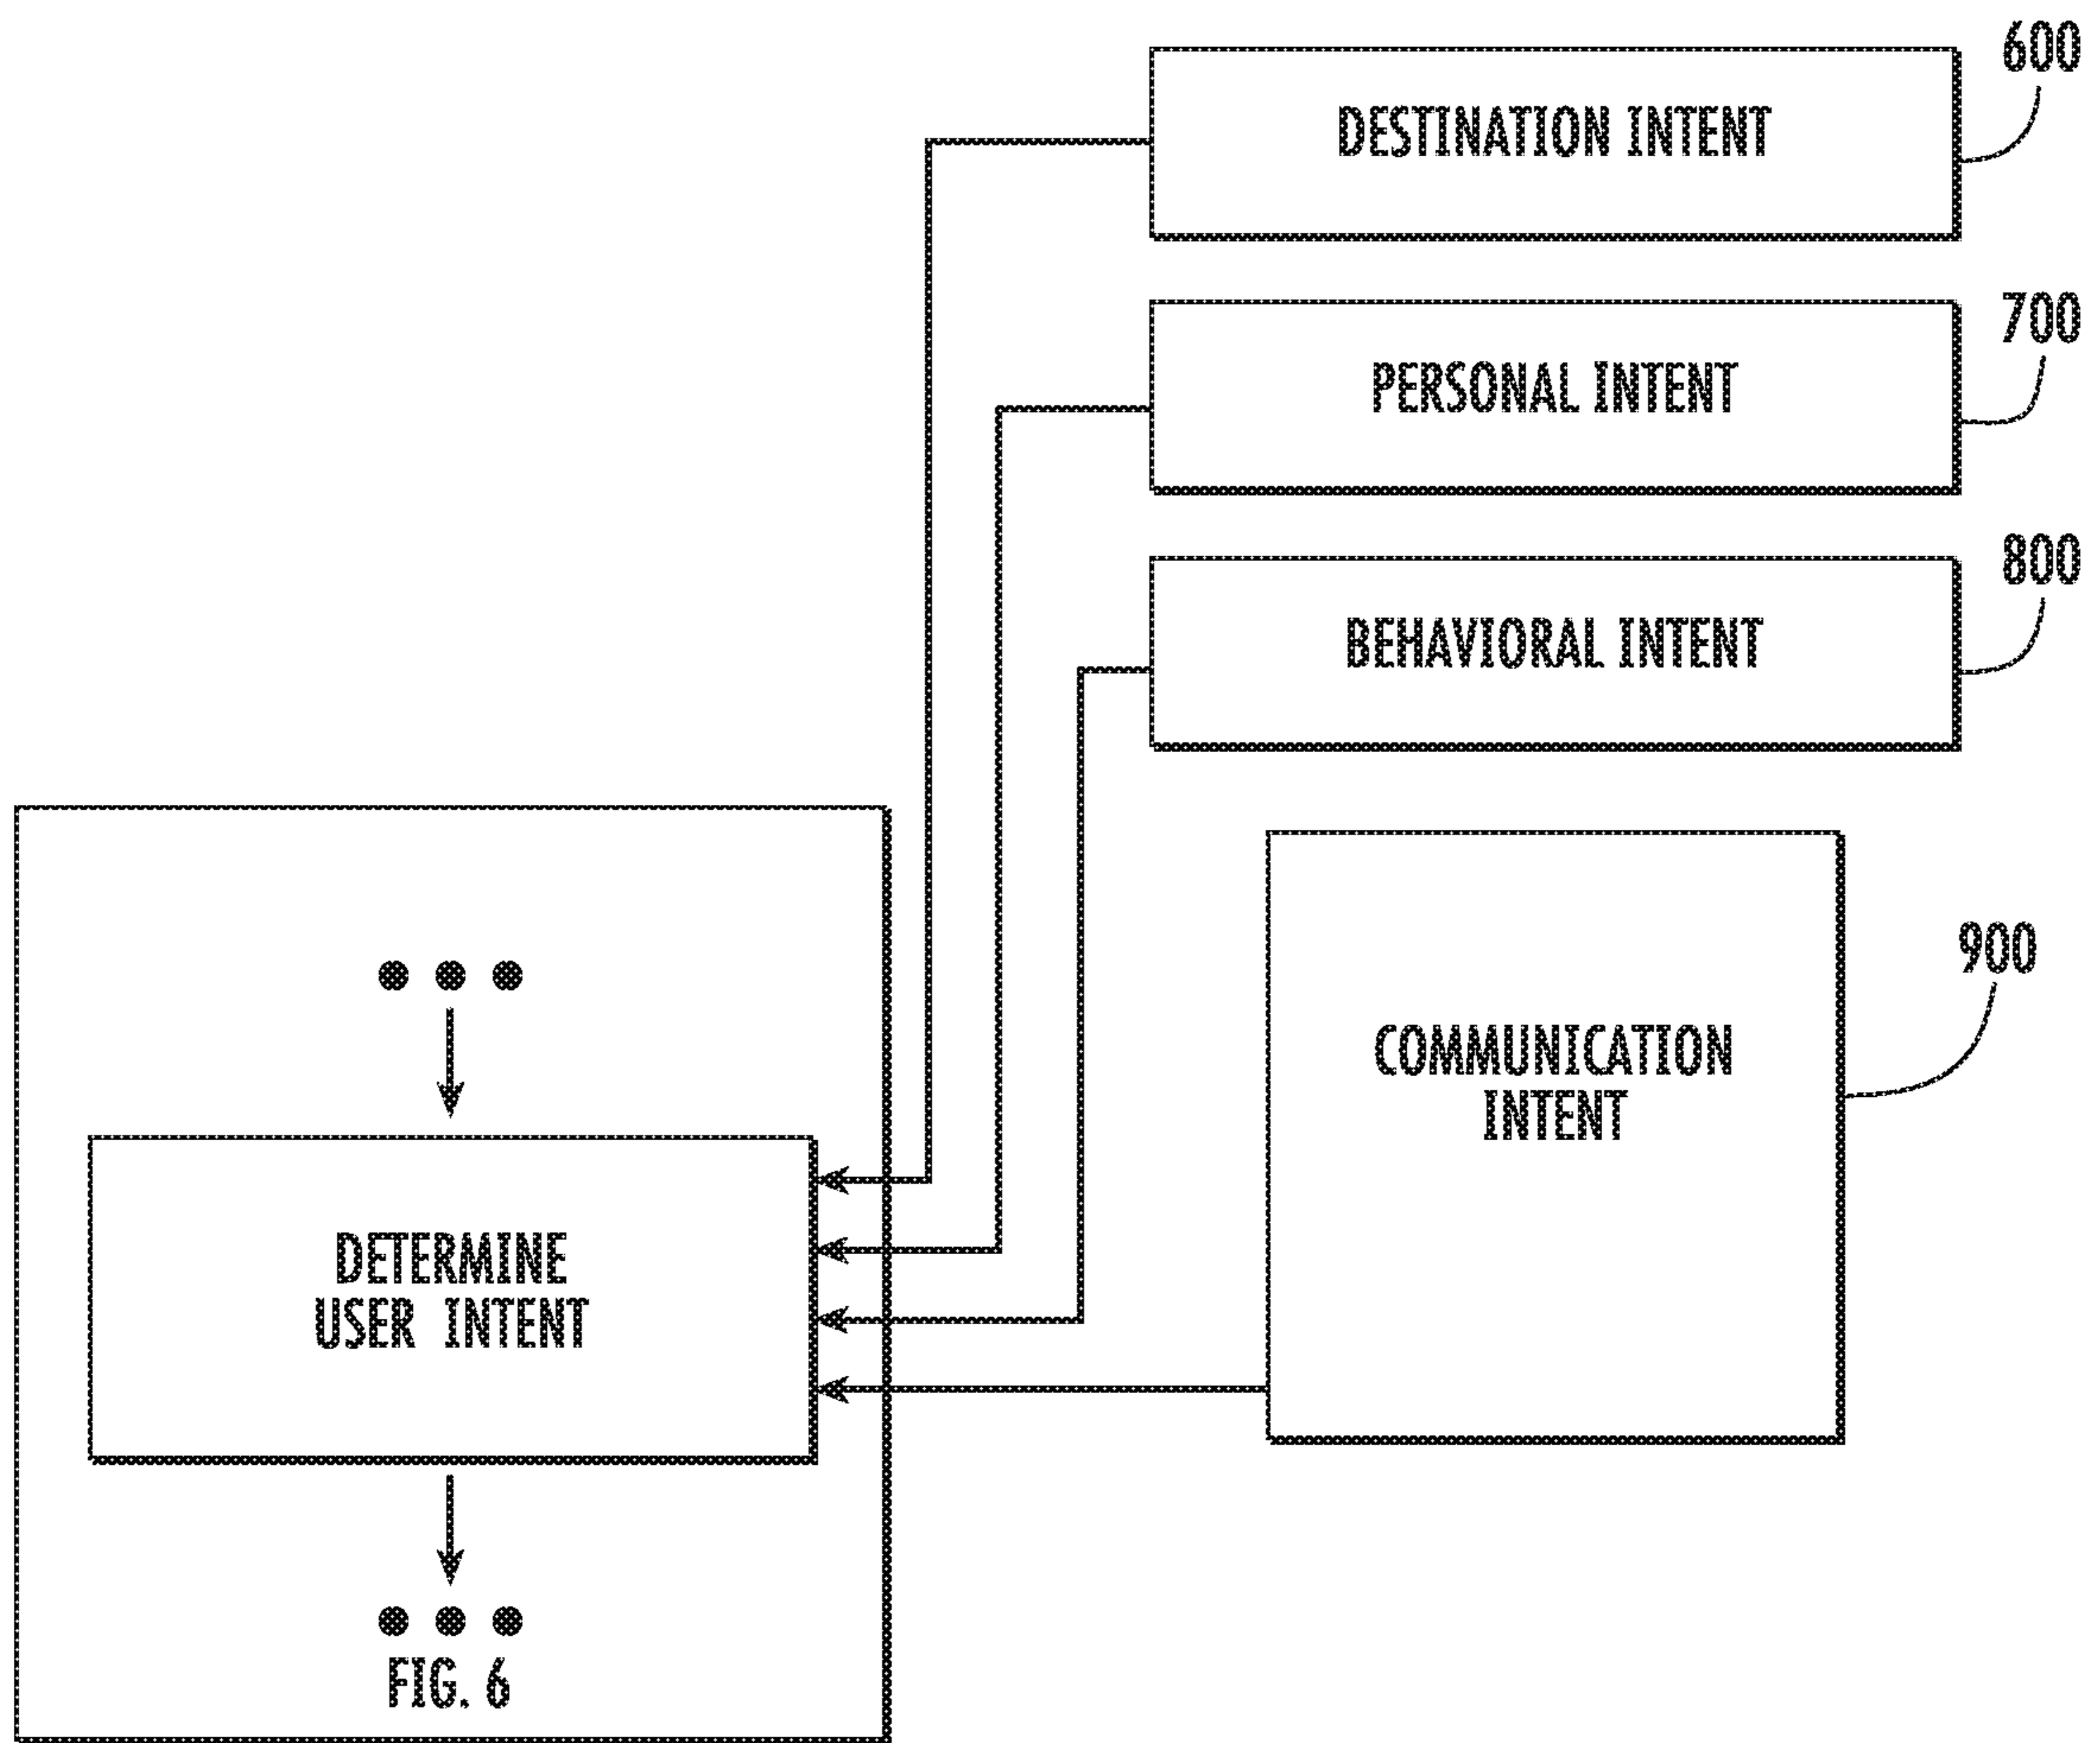 600
DESTINATION INTENT
700
PERSONAL INTENT
800
BEHAVIORAL INTENT
900
COMMUNICATION
INTENT
DETERMINE
USER INTENT
FIG. 6